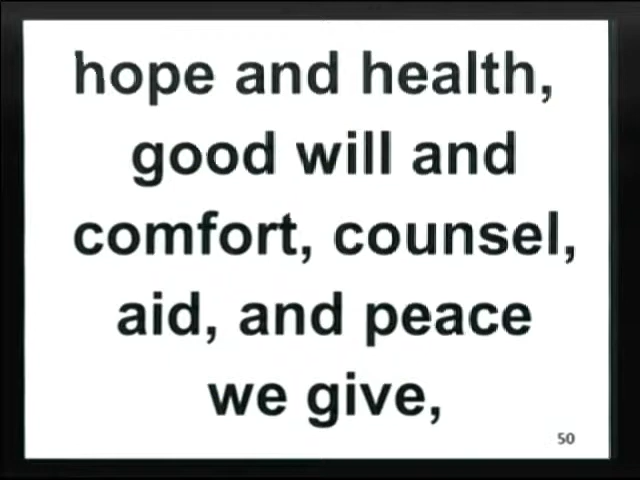 hope and health,
good will and
comfort, counsel,
aid, and peace
we give,
50